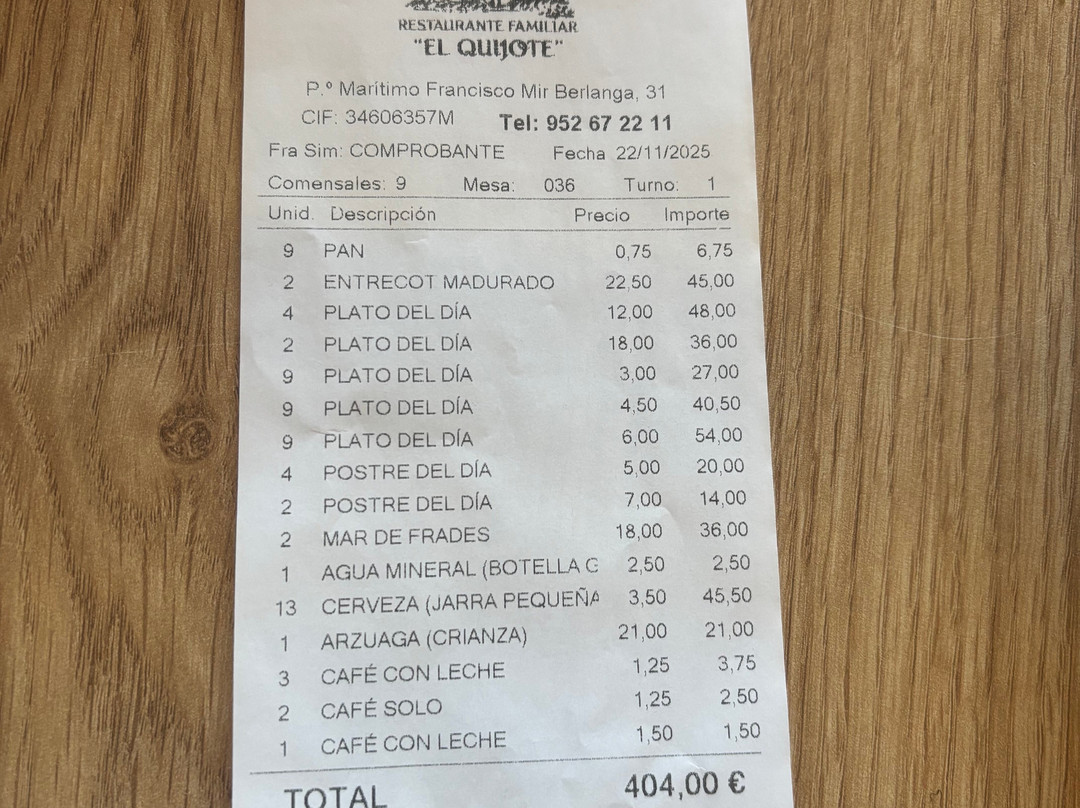 RESTAURANTE FAMILIAR
"EL QUIJOTE"
P.º Marítimo Francisco Mir Berlanga, 31
CIF: 34606357M Tel: 952 67 22 11
Fra Sim: COMPROBANTE Fecha 22/11/2025
Comensales: 9 Mesa: 036 Turno: 1
Unid. Descripción Precio Importe
9 PAN 0,75 6,75
2 ENTRECOT MADURADO 22,50 45,00
4 PLATO DEL DÍA 12,00 48,00
2 PLATO DEL DÍA 18,00 36,00
9 PLATO DEL DÍA 3,00 27,00
9 PLATO DEL DÍA 4,50 40,50
9 PLATO DEL DÍA 6,00 54,00
4 POSTRE DEL DÍA 5,00 20,00
2 POSTRE DEL DÍA 7,00 14,00
2 MAR DE FRADES 18,00 36,00
1 AGUA MINERAL (BOTELLA G 2,50 2,50
13 CERVEZA (JARRA PEQUEÑA 3,50 45,50
1 ARZUAGA (CRIANZA) 21,00 21,00
3 CAFÉ CON LECHE 1,25 3,75
2 CAFÉ SOLO 1,25 2,50
1 CAFÉ CON LECHE 1,50 1,50
TOTAL 404,00 €